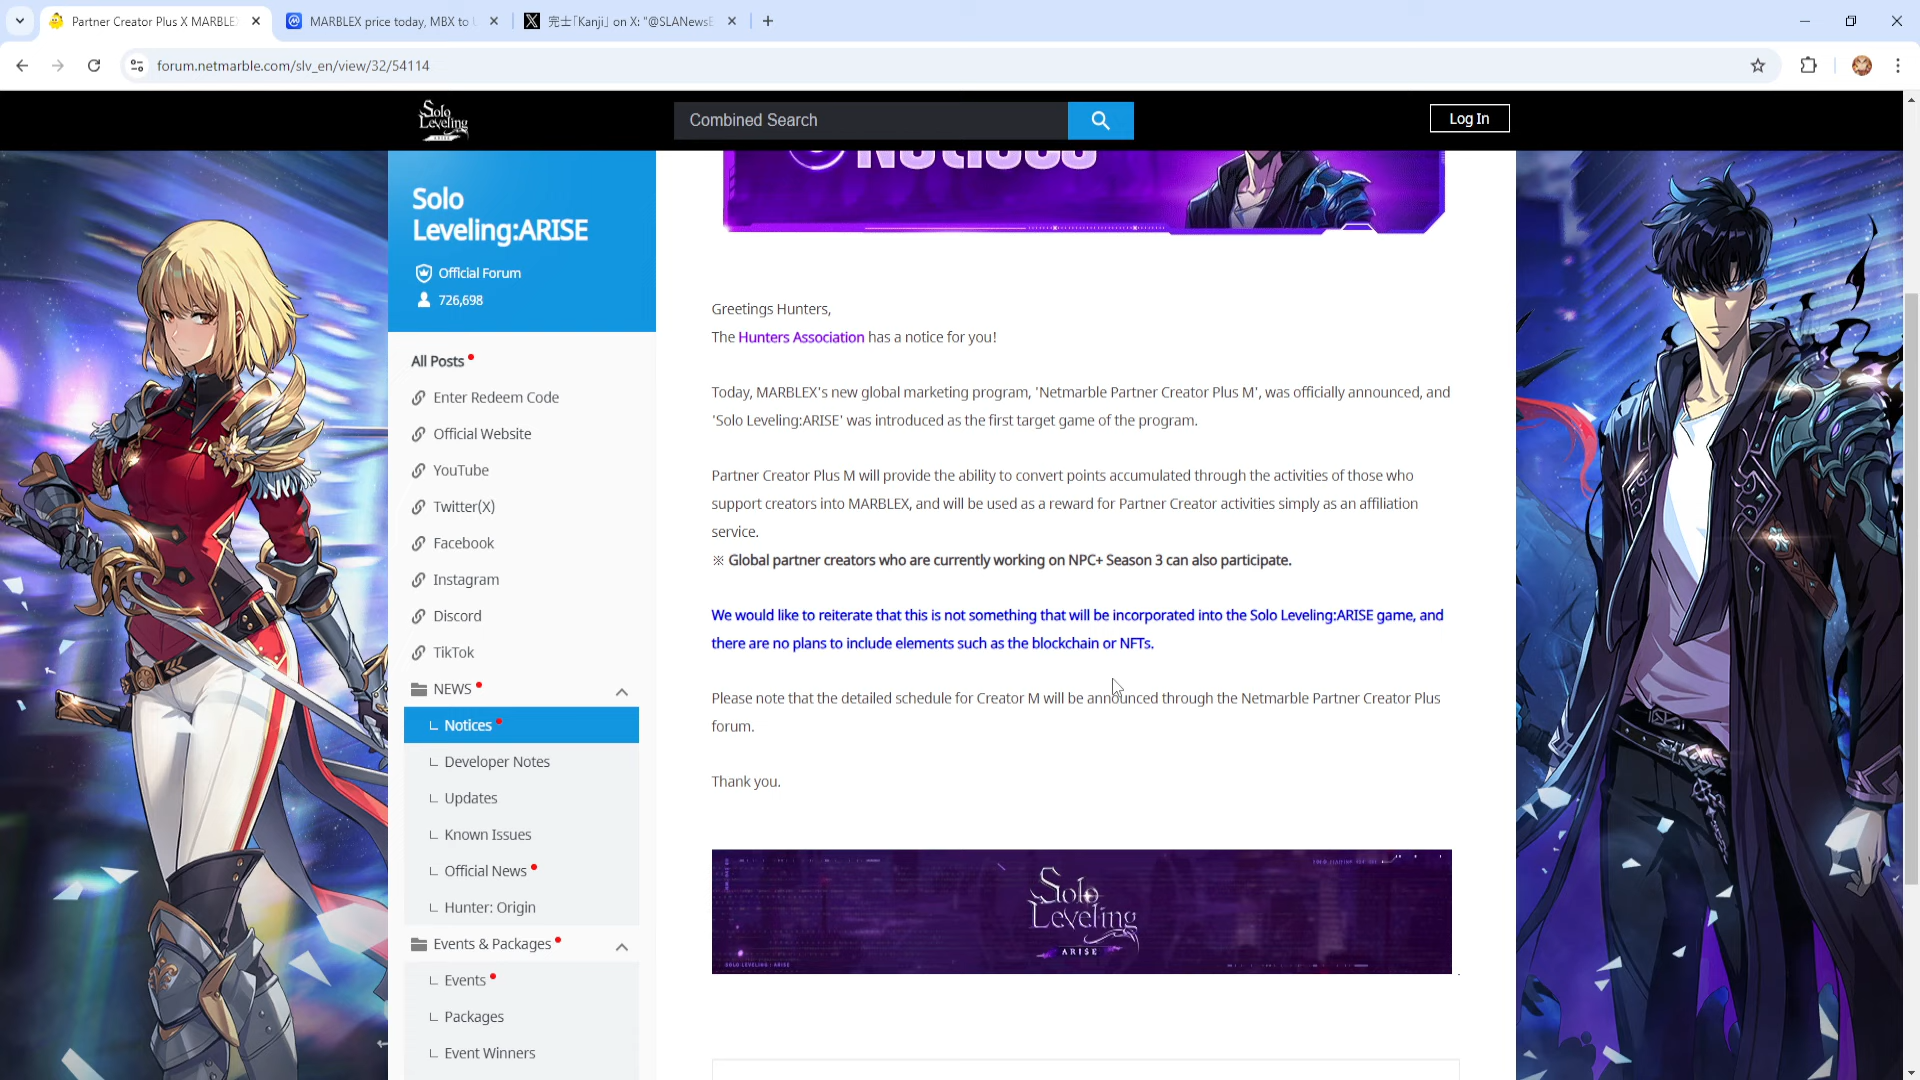 Partner Creator Plus X MARBLE
MARBLEX price today, MBX to
完士「Kanji」 on X: "@SLANews
forum.netmarble.com/slv_en/view/32/54114
Solo
Leveling
ARISE
Combined Search
Log In
Notices
Solo
Leveling:ARISE
Official Forum
726,698
All Posts
Enter Redeem Code
Official Website
YouTube
Twitter(X)
Facebook
Instagram
Discord
TikTok
NEWS
Notices
Developer Notes
Updates
Known Issues
Official News
Hunter: Origin
Events & Packages
Events
Packages
Event Winners
Greetings Hunters,
The Hunters Association has a notice for you!
Today, MARBLEX's new global marketing program, 'Netmarble Partner Creator Plus M', was officially announced, and
'Solo Leveling:ARISE' was introduced as the first target game of the program.
Partner Creator Plus M will provide the ability to convert points accumulated through the activities of those who
support creators into MARBLEX, and will be used as a reward for Partner Creator activities simply as an affiliation
service.
※ Global partner creators who are currently working on NPC+ Season 3 can also participate.
We would like to reiterate that this is not something that will be incorporated into the Solo Leveling:ARISE game, and
there are no plans to include elements such as the blockchain or NFTs.
Please note that the detailed schedule for Creator M will be announced through the Netmarble Partner Creator Plus
forum.
Thank you.
Solo
Leveling
ARISE
SOLO LEVELING : ARISE
.